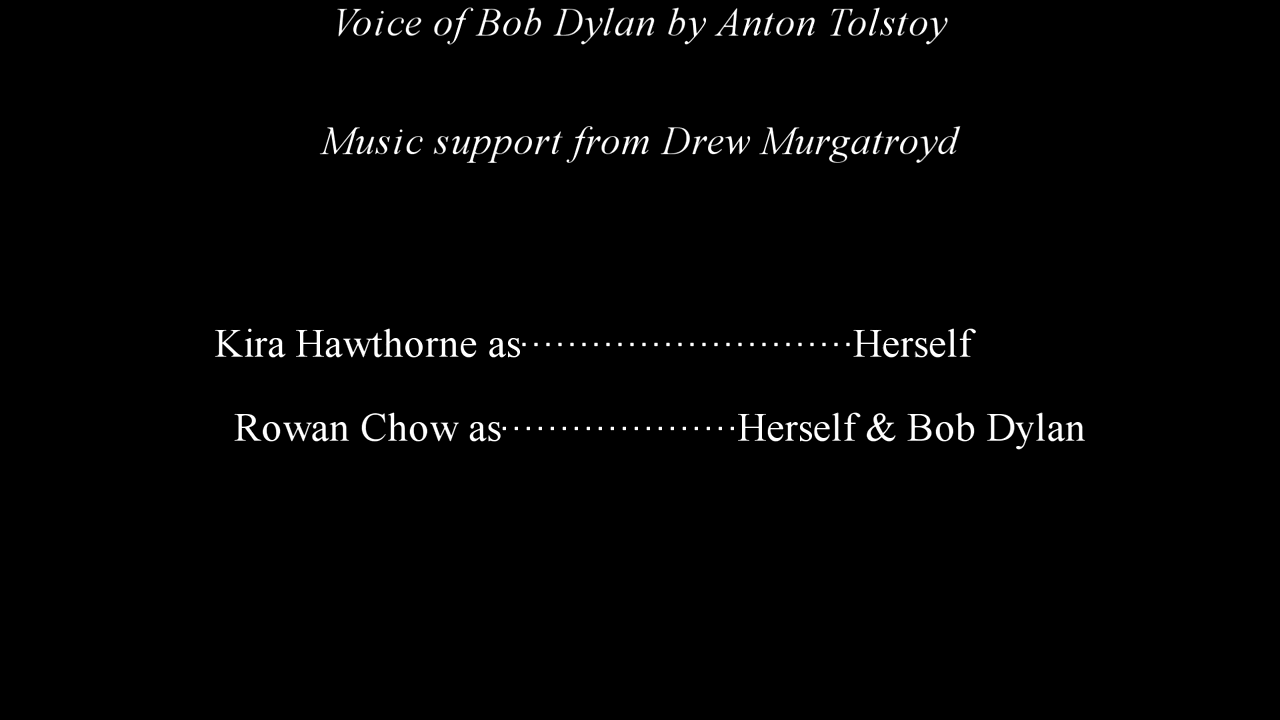 Voice of Bob Dylan by Anton Tolstoy
Music support from Drew Murgatroyd
Kira Hawthorne as····························Herself
Rowan Chow as····················Herself & Bob Dylan